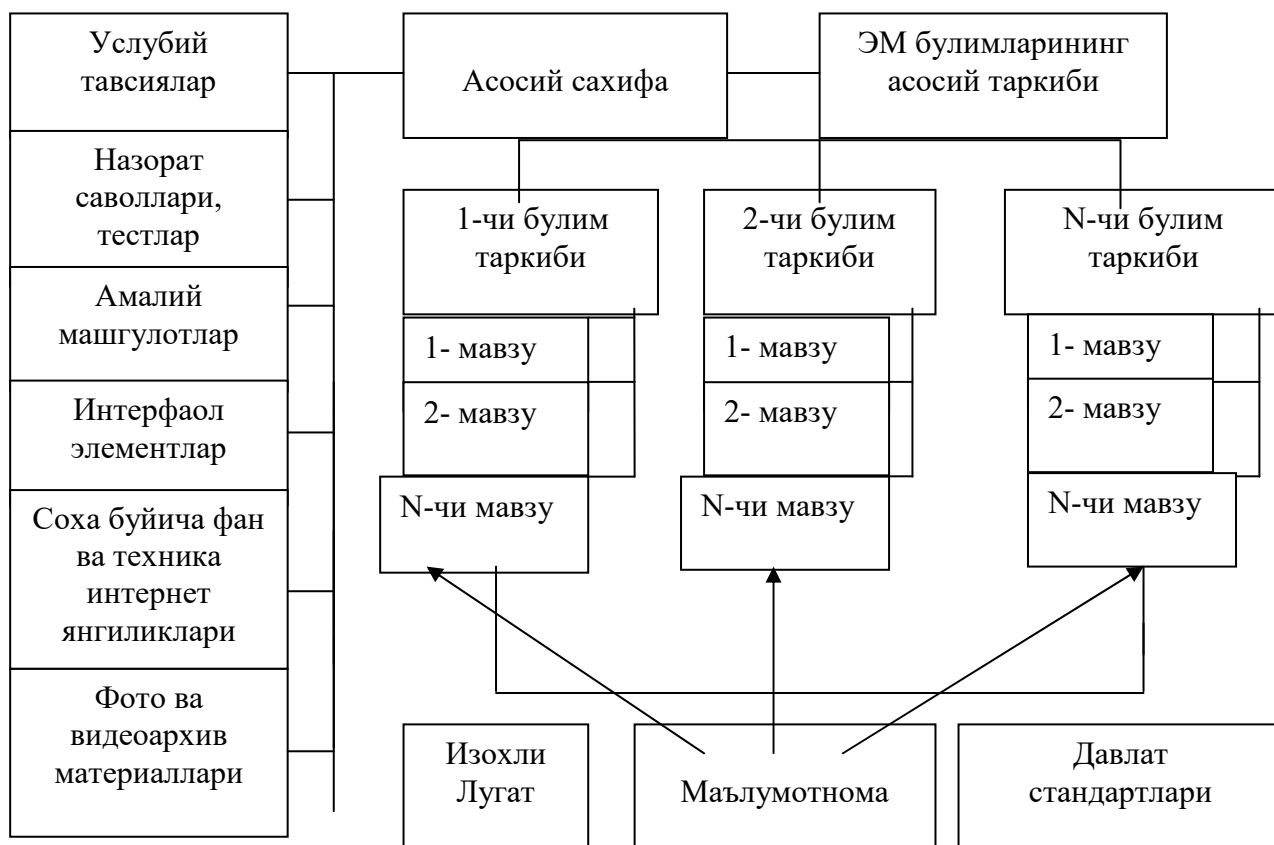 Услубий
тавсиялар
Назорат
саволлари,
тестлар
Амалий
машгулотлар
Интерфаол
элементлар
Соха буйича фан
ва техника
интернет
янгиликлари
Фото ва
видеоархив
материаллари
Асосий сахифа
ЭМ булимларининг
асосий таркиби
1-чи булим
таркиби
1- мавзу
2- мавзу
N-чи мавзу
2-чи булим
таркиби
1- мавзу
2- мавзу
N-чи мавзу
N-чи булим
таркиби
1- мавзу
2- мавзу
N-чи мавзу
Изохли
Лугат
Маълумотнома
Давлат
стандартлари